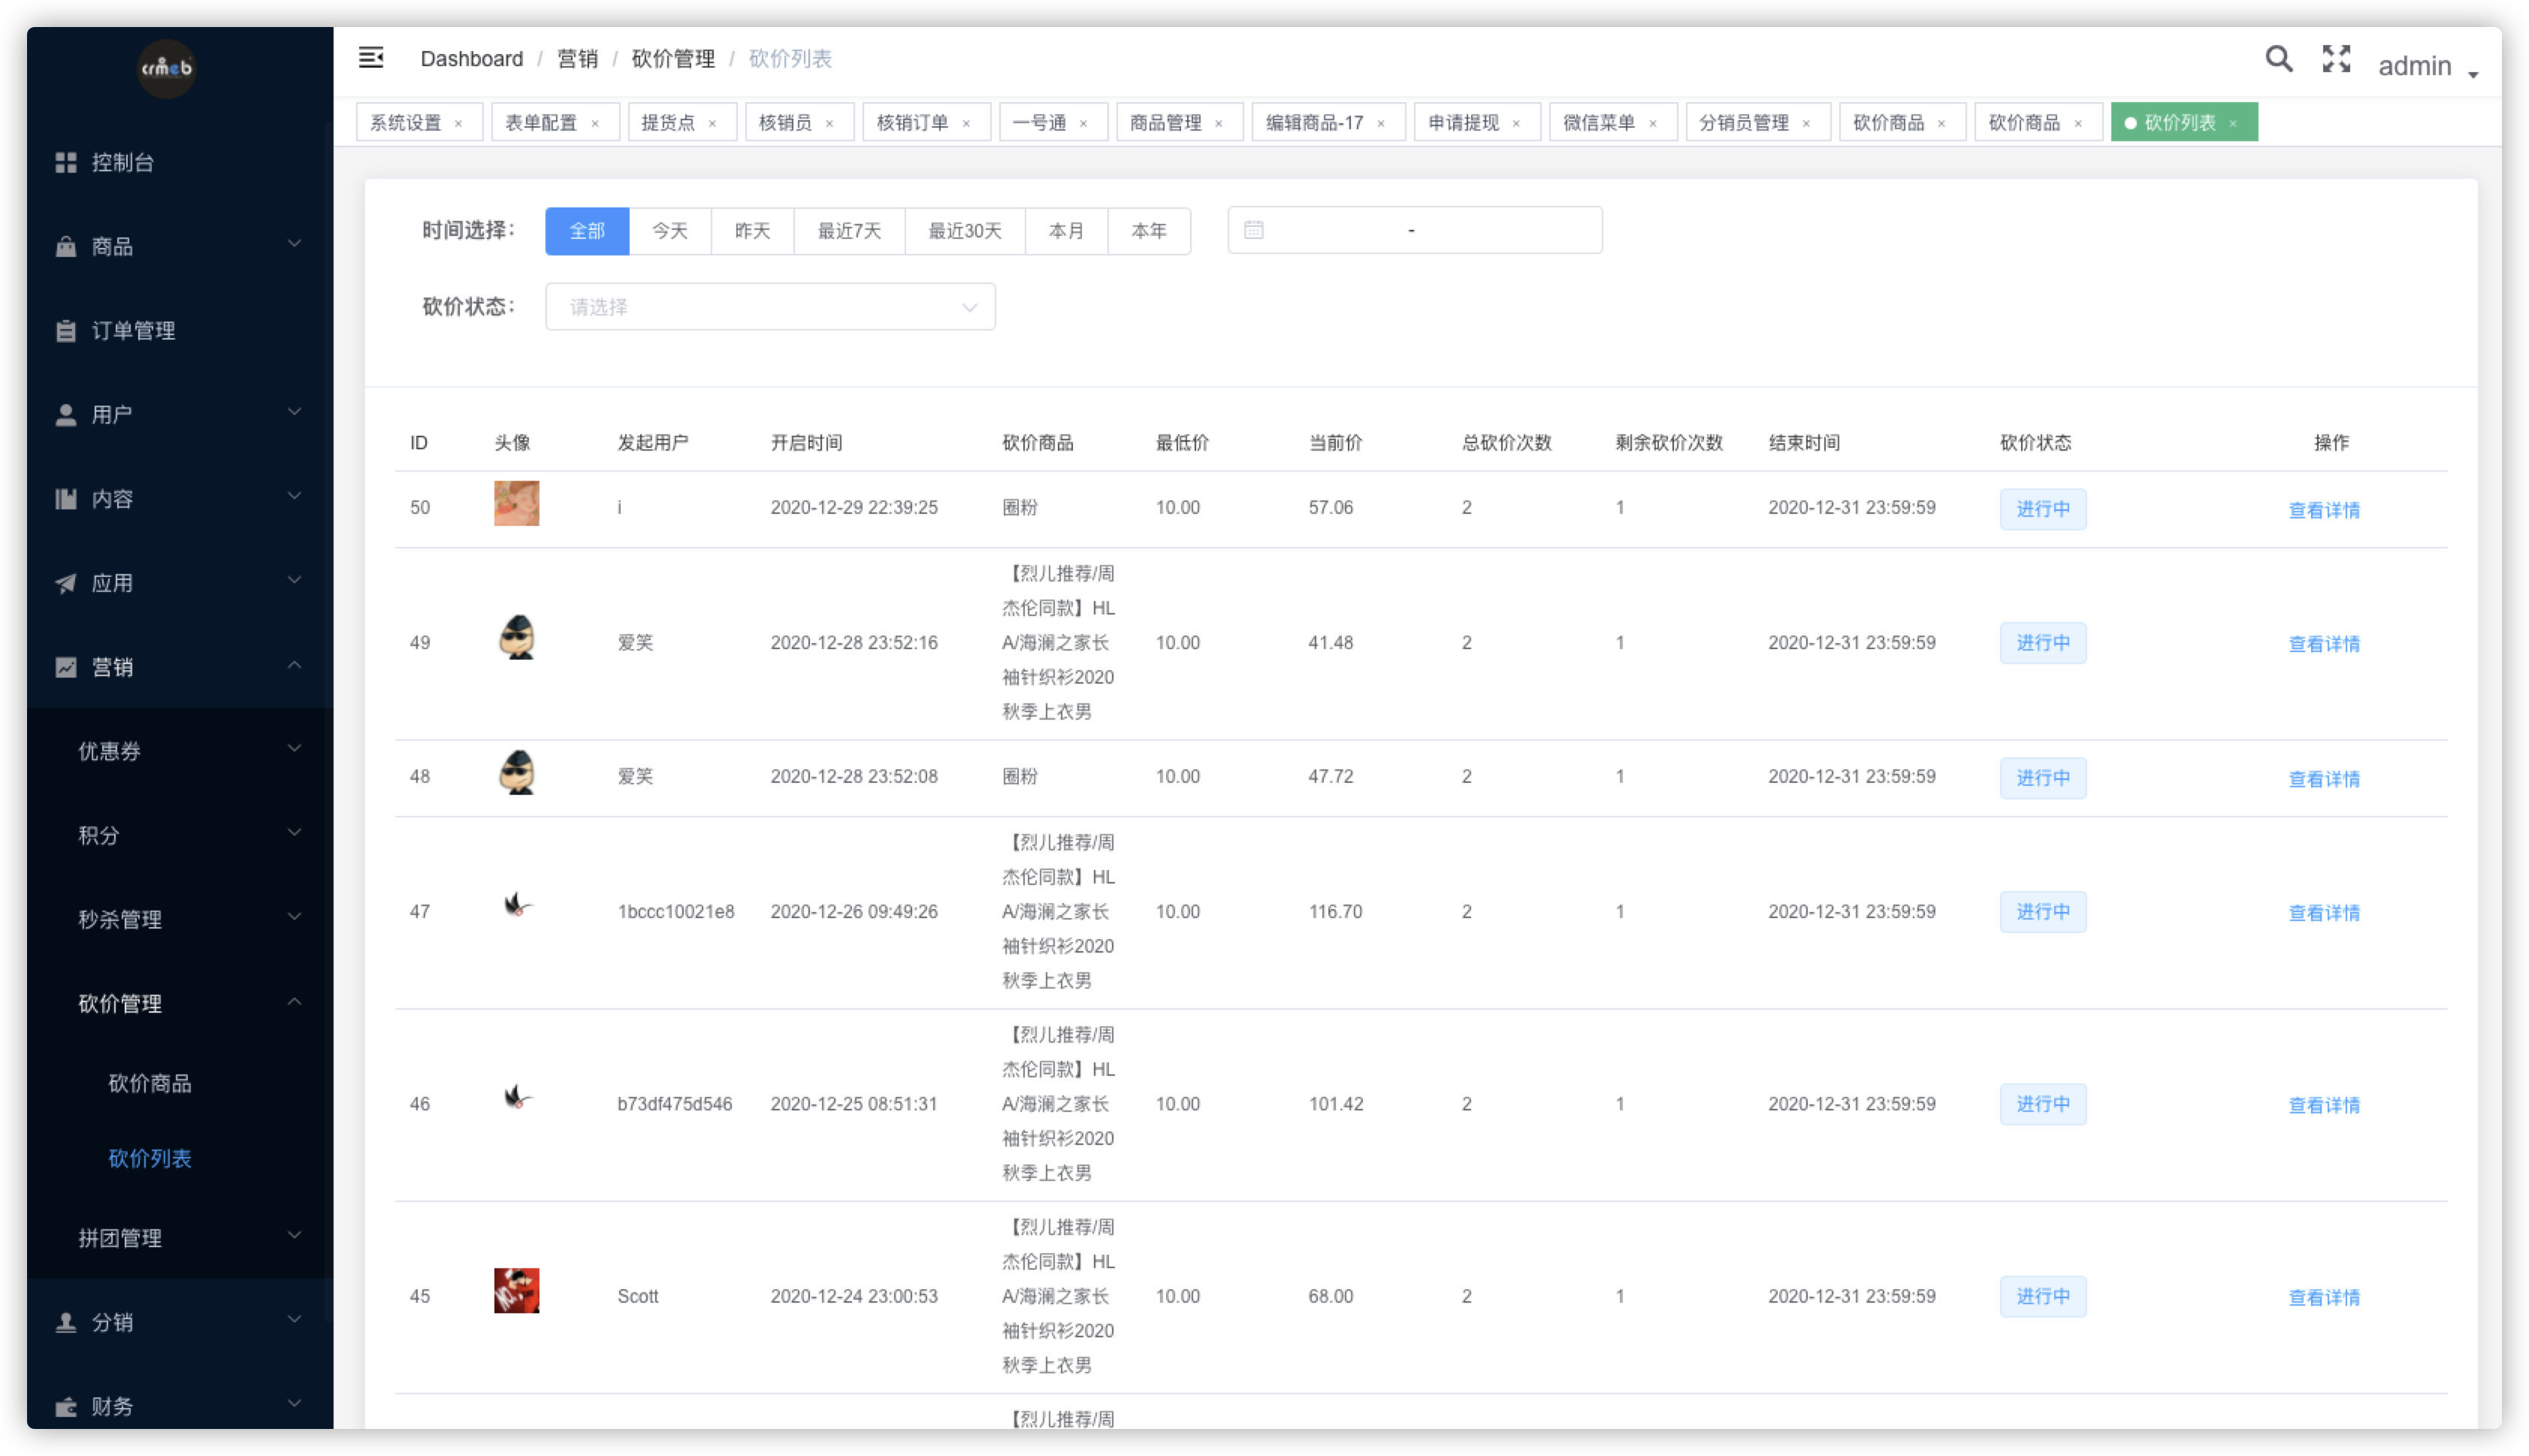 crmeb
Dashboard / 营销 / 砍价管理 / 砍价列表
admin
系统设置 × 表单配置 × 提货点 × 核销员 × 核销订单 × 一号通 × 商品管理 × 编辑商品-17 × 申请提现 × 微信菜单 × 分销员管理 × 砍价商品 × 砍价商品 × 砍价列表 ×
控制台
商品
订单管理
用户
内容
应用
营销
优惠券
积分
秒杀管理
砍价管理
砍价商品
砍价列表
拼团管理
分销
财务
时间选择： 全部 今天 昨天 最近7天 最近30天 本月 本年 -
砍价状态： 请选择
ID 头像 发起用户 开启时间 砍价商品 最低价 当前价 总砍价次数 剩余砍价次数 结束时间 砍价状态 操作
50 i 2020-12-29 22:39:25 圈粉 10.00 57.06 2 1 2020-12-31 23:59:59 进行中 查看详情
【烈儿推荐/周
杰伦同款】HL
49 爱笑 2020-12-28 23:52:16 A/海澜之家长 10.00 41.48 2 1 2020-12-31 23:59:59 进行中 查看详情
袖针织衫2020
秋季上衣男
48 爱笑 2020-12-28 23:52:08 圈粉 10.00 47.72 2 1 2020-12-31 23:59:59 进行中 查看详情
【烈儿推荐/周
杰伦同款】HL
47 1bccc10021e8 2020-12-26 09:49:26 A/海澜之家长 10.00 116.70 2 1 2020-12-31 23:59:59 进行中 查看详情
袖针织衫2020
秋季上衣男
【烈儿推荐/周
杰伦同款】HL
46 b73df475d546 2020-12-25 08:51:31 A/海澜之家长 10.00 101.42 2 1 2020-12-31 23:59:59 进行中 查看详情
袖针织衫2020
秋季上衣男
【烈儿推荐/周
杰伦同款】HL
45 Scott 2020-12-24 23:00:53 A/海澜之家长 10.00 68.00 2 1 2020-12-31 23:59:59 进行中 查看详情
袖针织衫2020
秋季上衣男
【烈儿推荐/周